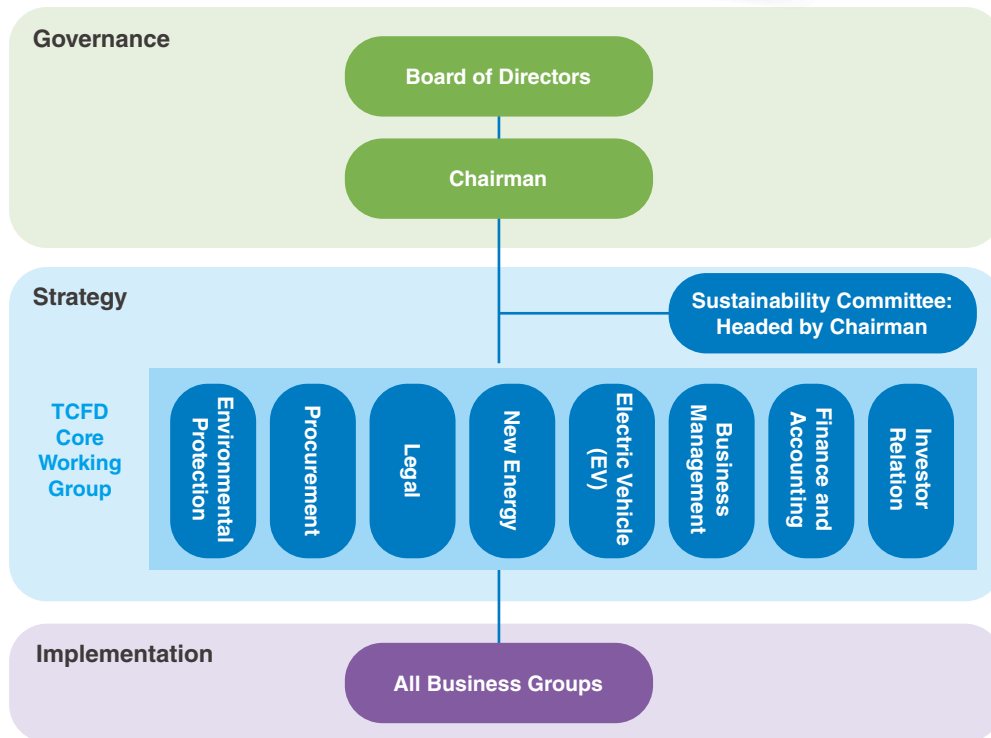 Governance
Board of Directors
Chairman
Strategy
Sustainability Committee:
Headed by Chairman
TCFD
Core
Working
Group
Environmental
Protection
Procurement
Legal
New Energy
Electric Vehicle
(EV)
Business
Management
Finance and
Accounting
Investor
Relation
Implementation
All Business Groups